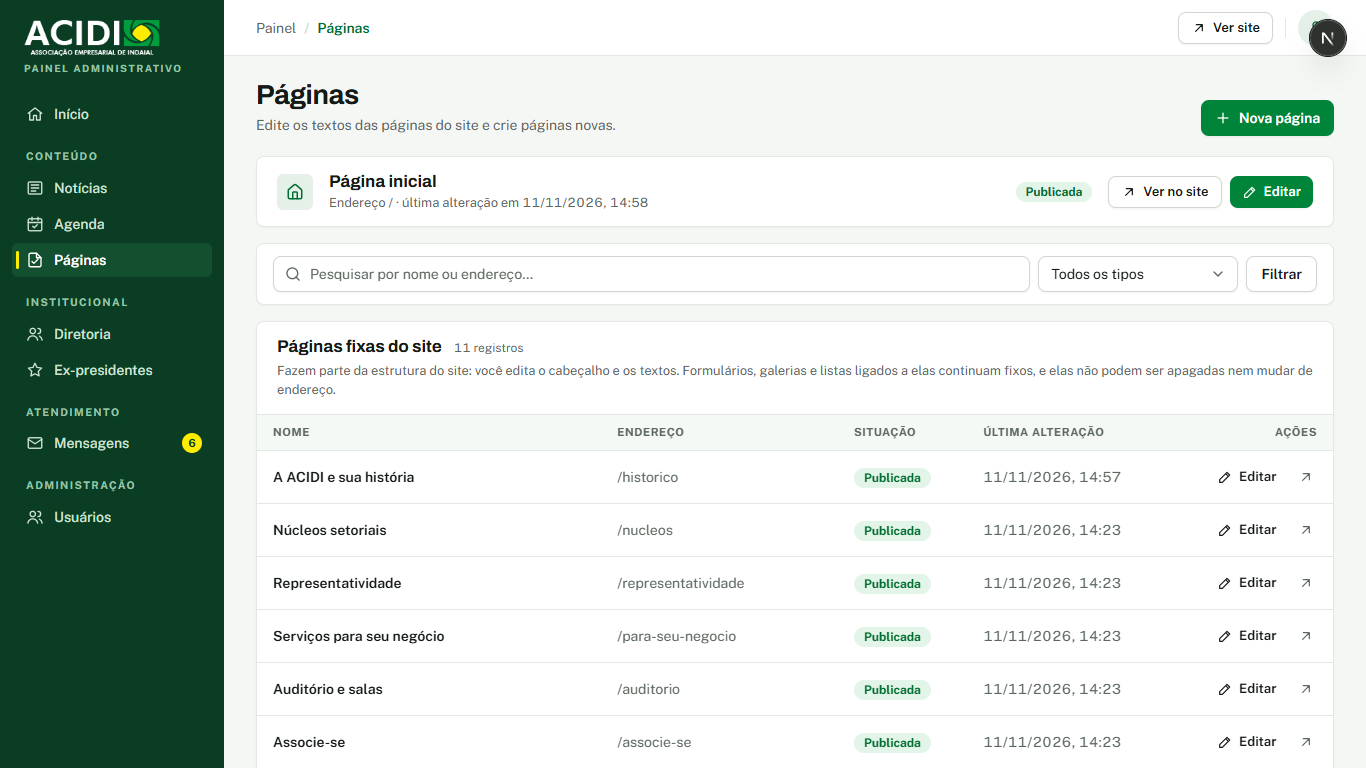 ACIDI
ASSOCIAÇÃO EMPRESARIAL DE INDAIAL
PAINEL ADMINISTRATIVO
Início
CONTEÚDO
Notícias
Agenda
Páginas
INSTITUCIONAL
Diretoria
Ex-presidentes
ATENDIMENTO
Mensagens 6
ADMINISTRAÇÃO
Usuários
Painel / Páginas
Ver site
N
Páginas
Edite os textos das páginas do site e crie páginas novas.
Nova página
Página inicial
Endereço / · última alteração em 11/11/2026, 14:58
Publicada
Ver no site
Editar
Pesquisar por nome ou endereço...
Todos os tipos
Filtrar
Páginas fixas do site 11 registros
Fazem parte da estrutura do site: você edita o cabeçalho e os textos. Formulários, galerias e listas ligados a elas continuam fixos, e elas não podem ser apagadas nem mudar de
endereço.
NOME ENDEREÇO SITUAÇÃO ÚLTIMA ALTERAÇÃO AÇÕES
A ACIDI e sua história /historico Publicada 11/11/2026, 14:57 Editar
Núcleos setoriais /nucleos Publicada 11/11/2026, 14:23 Editar
Representatividade /representatividade Publicada 11/11/2026, 14:23 Editar
Serviços para seu negócio /para-seu-negocio Publicada 11/11/2026, 14:23 Editar
Auditório e salas /auditorio Publicada 11/11/2026, 14:23 Editar
Associe-se /associe-se Publicada 11/11/2026, 14:23 Editar